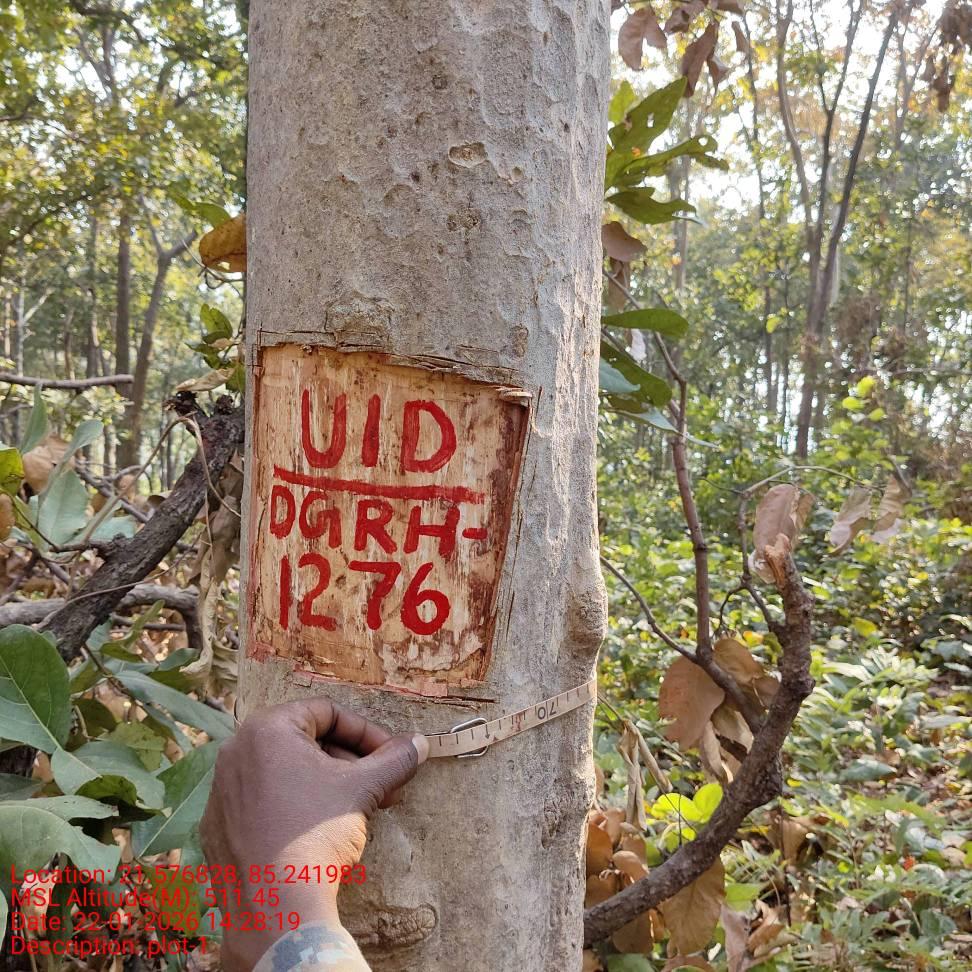 UID
DGRH-
1276
70
Location: 21.576828, 85.241983
MSL Altitude(M): 511.45
Date: 22-01-2026 14:28:19
Description: plot-1